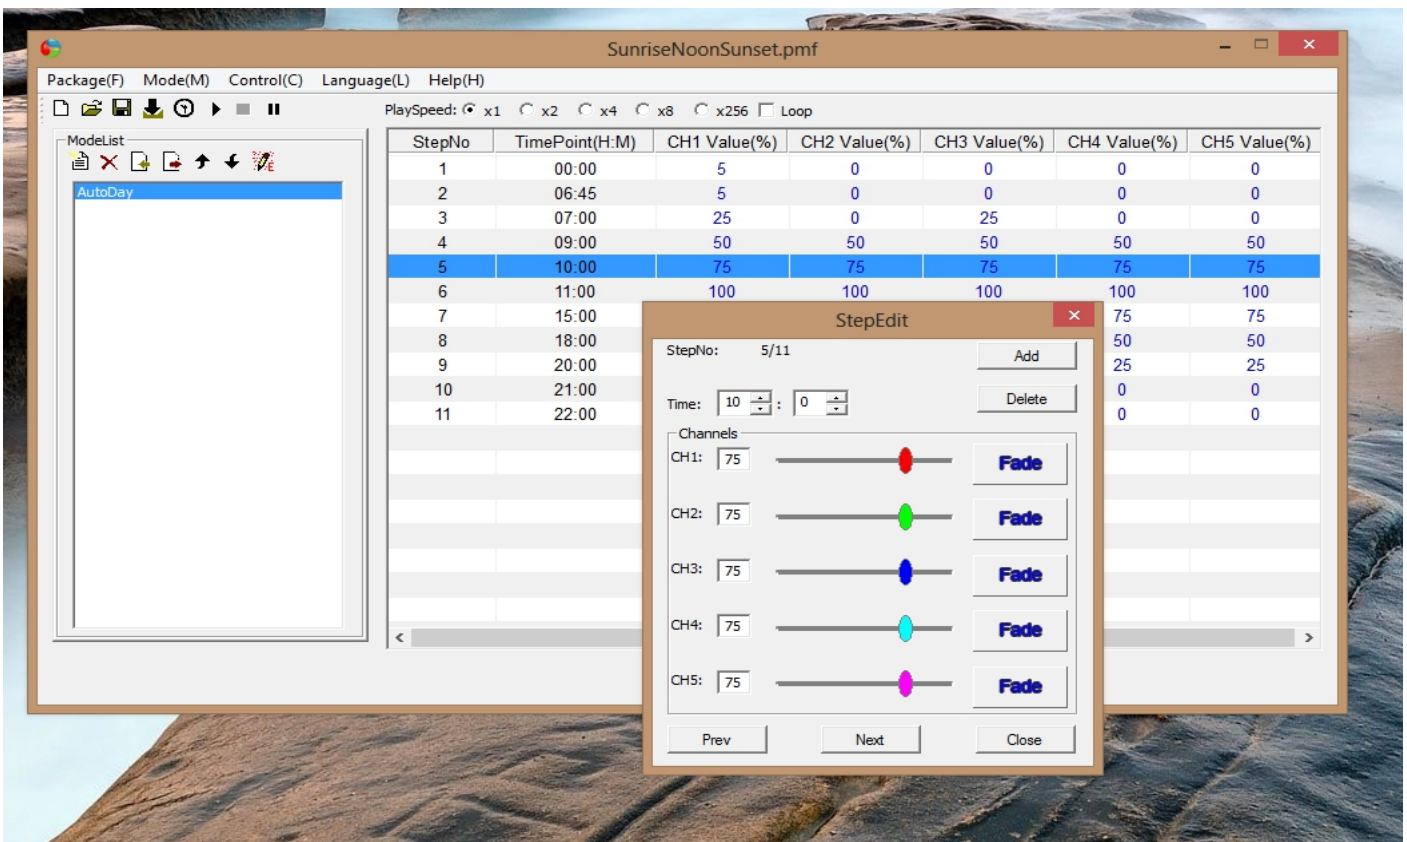 SunriseNoonSunset.pmf
Package(F) Mode(M) Control(C) Language(L) Help(H)
PlaySpeed: x1 x2 x4 x8 x256 Loop
ModeList
AutoDay
StepNo TimePoint(H:M) CH1 Value(%) CH2 Value(%) CH3 Value(%) CH4 Value(%) CH5 Value(%)
1 00:00 5 0 0 0 0
2 06:45 5 0 0 0 0
3 07:00 25 0 25 0 0
4 09:00 50 50 50 50 50
5 10:00 75 75 75 75 75
6 11:00 100 100 100 100 100
7 15:00 75 75
8 18:00 50 50
9 20:00 25 25
10 21:00 0 0
11 22:00 0 0
StepEdit
StepNo: 5/11 Add
Time: 10 : 0 Delete
Channels
CH1: 75 Fade
CH2: 75 Fade
CH3: 75 Fade
CH4: 75 Fade
CH5: 75 Fade
Prev Next Close